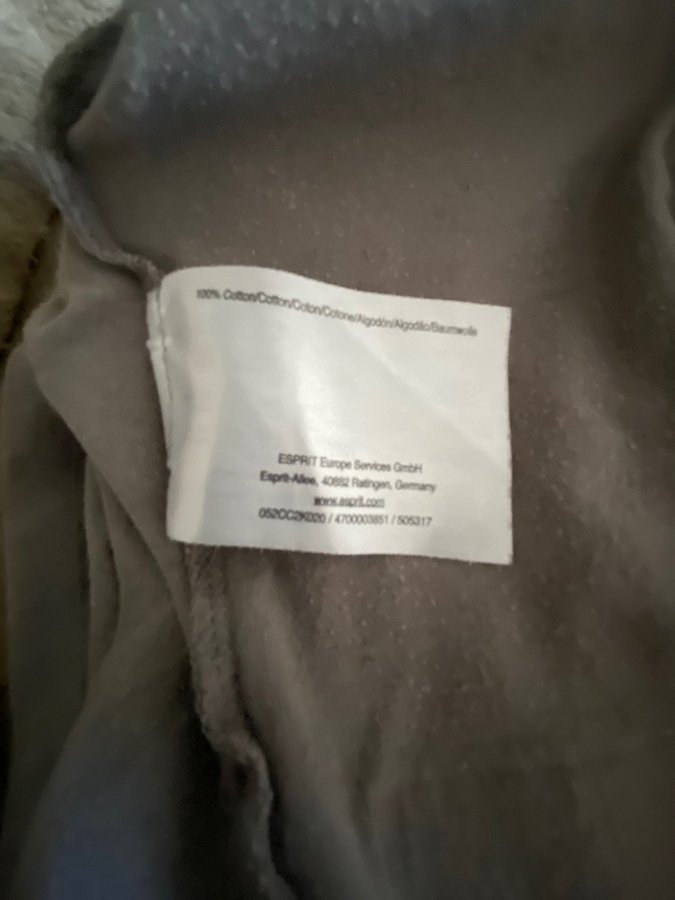 100% Cotton/Cotton/Coton/Cotone/Algodón/Algodão/Baumwolle
ESPRIT Europe Services GmbH
Esprit-Allee, 40882 Ratingen, Germany
www.esprit.com
052CC2K020 / 4700003851 / 505317